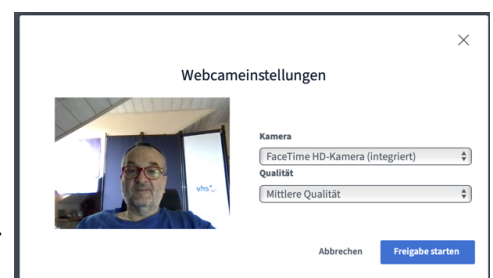 Webcameinstellungen
vhs
Kamera
FaceTime HD-Kamera (integriert)
Qualität
Mittlere Qualität
Abbrechen
Freigabe starten